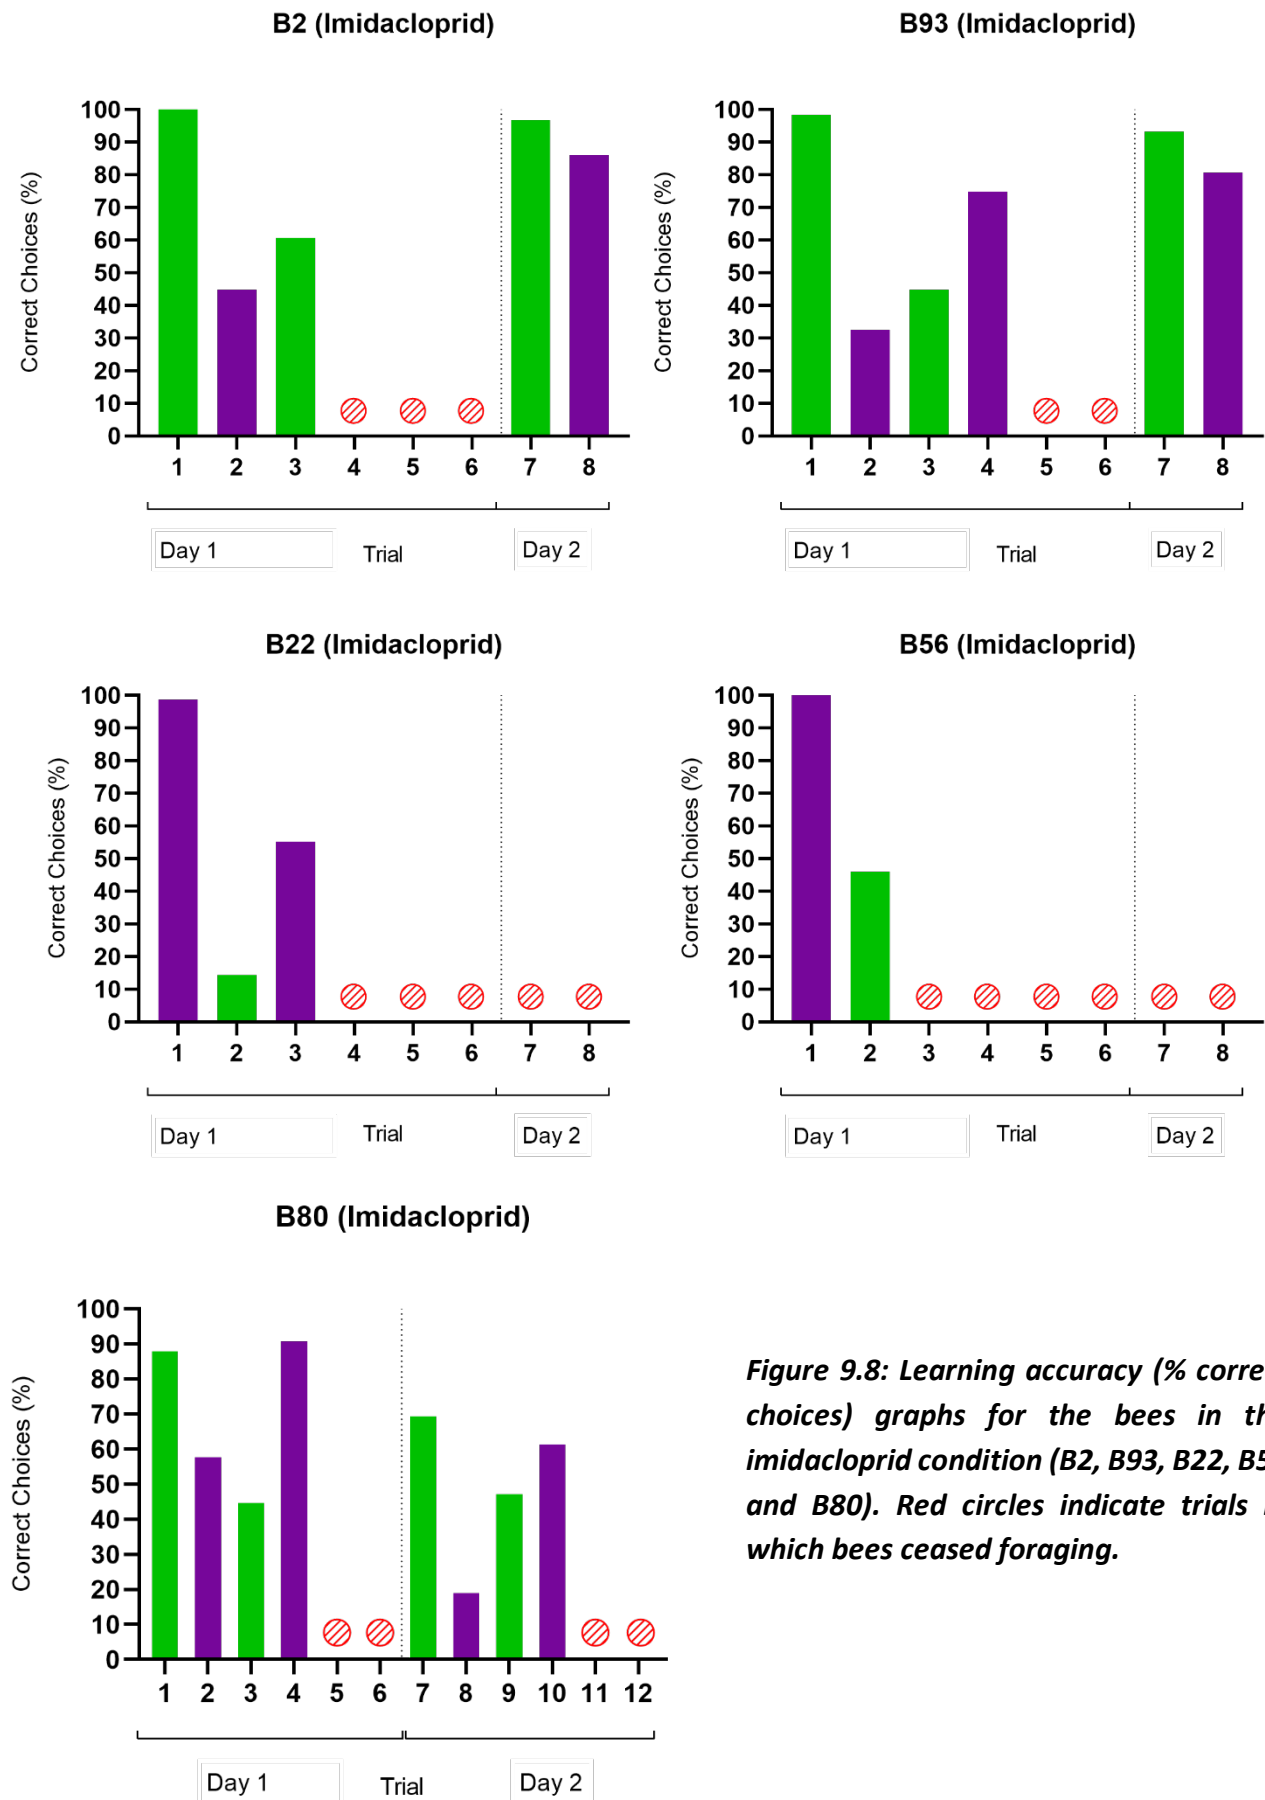 B2 (Imidacloprid)
Correct Choices (%)
100
90
80
70
60
50
40
30
20
10
0
1 2 3 4 5 6 7 8
Day 1 Trial Day 2
B93 (Imidacloprid)
Correct Choices (%)
100
90
80
70
60
50
40
30
20
10
0
1 2 3 4 5 6 7 8
Day 1 Trial Day 2
B22 (Imidacloprid)
Correct Choices (%)
100
90
80
70
60
50
40
30
20
10
0
1 2 3 4 5 6 7 8
Day 1 Trial Day 2
B56 (Imidacloprid)
Correct Choices (%)
100
90
80
70
60
50
40
30
20
10
0
1 2 3 4 5 6 7 8
Day 1 Trial Day 2
B80 (Imidacloprid)
Correct Choices (%)
100
90
80
70
60
50
40
30
20
10
0
1 2 3 4 5 6 7 8 9 10 11 12
Day 1 Trial Day 2
Figure 9.8: Learning accuracy (% corre
choices) graphs for the bees in th
imidacloprid condition (B2, B93, B22, B5
and B80). Red circles indicate trials
which bees ceased foraging.